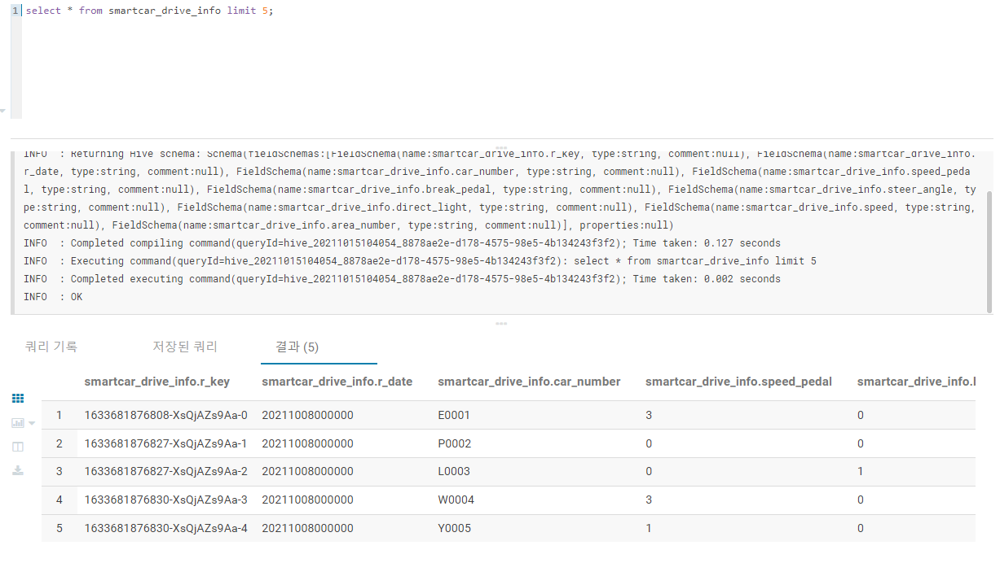 1 select * from smartcar_drive_info limit 5;
INFO  : Returning Hive schema: Schema(fieldSchemas:[FieldSchema(name:smartcar_drive_info.r_key, type:string, comment:null), FieldSchema(name:smartcar_drive_info.
r_date, type:string, comment:null), FieldSchema(name:smartcar_drive_info.car_number, type:string, comment:null), FieldSchema(name:smartcar_drive_info.speed_peda
l, type:string, comment:null), FieldSchema(name:smartcar_drive_info.break_pedal, type:string, comment:null), FieldSchema(name:smartcar_drive_info.steer_angle, ty
pe:string, comment:null), FieldSchema(name:smartcar_drive_info.direct_light, type:string, comment:null), FieldSchema(name:smartcar_drive_info.speed, type:string,
comment:null), FieldSchema(name:smartcar_drive_info.area_number, type:string, comment:null)], properties:null)
INFO  : Completed compiling command(queryId=hive_20211015104054_8878ae2e-d178-4575-98e5-4b134243f3f2); Time taken: 0.127 seconds
INFO  : Executing command(queryId=hive_20211015104054_8878ae2e-d178-4575-98e5-4b134243f3f2): select * from smartcar_drive_info limit 5
INFO  : Completed executing command(queryId=hive_20211015104054_8878ae2e-d178-4575-98e5-4b134243f3f2); Time taken: 0.002 seconds
INFO  : OK
쿼리 기록 저장된 쿼리 결과 (5)
smartcar_drive_info.r_key smartcar_drive_info.r_date smartcar_drive_info.car_number smartcar_drive_info.speed_pedal smartcar_drive_info.
1 1633681876808-XsQjAZs9Aa-0 20211008000000 E0001 3 0
2 1633681876827-XsQjAZs9Aa-1 20211008000000 P0002 0 0
3 1633681876827-XsQjAZs9Aa-2 20211008000000 L0003 0 1
4 1633681876830-XsQjAZs9Aa-3 20211008000000 W0004 3 0
5 1633681876830-XsQjAZs9Aa-4 20211008000000 Y0005 1 0